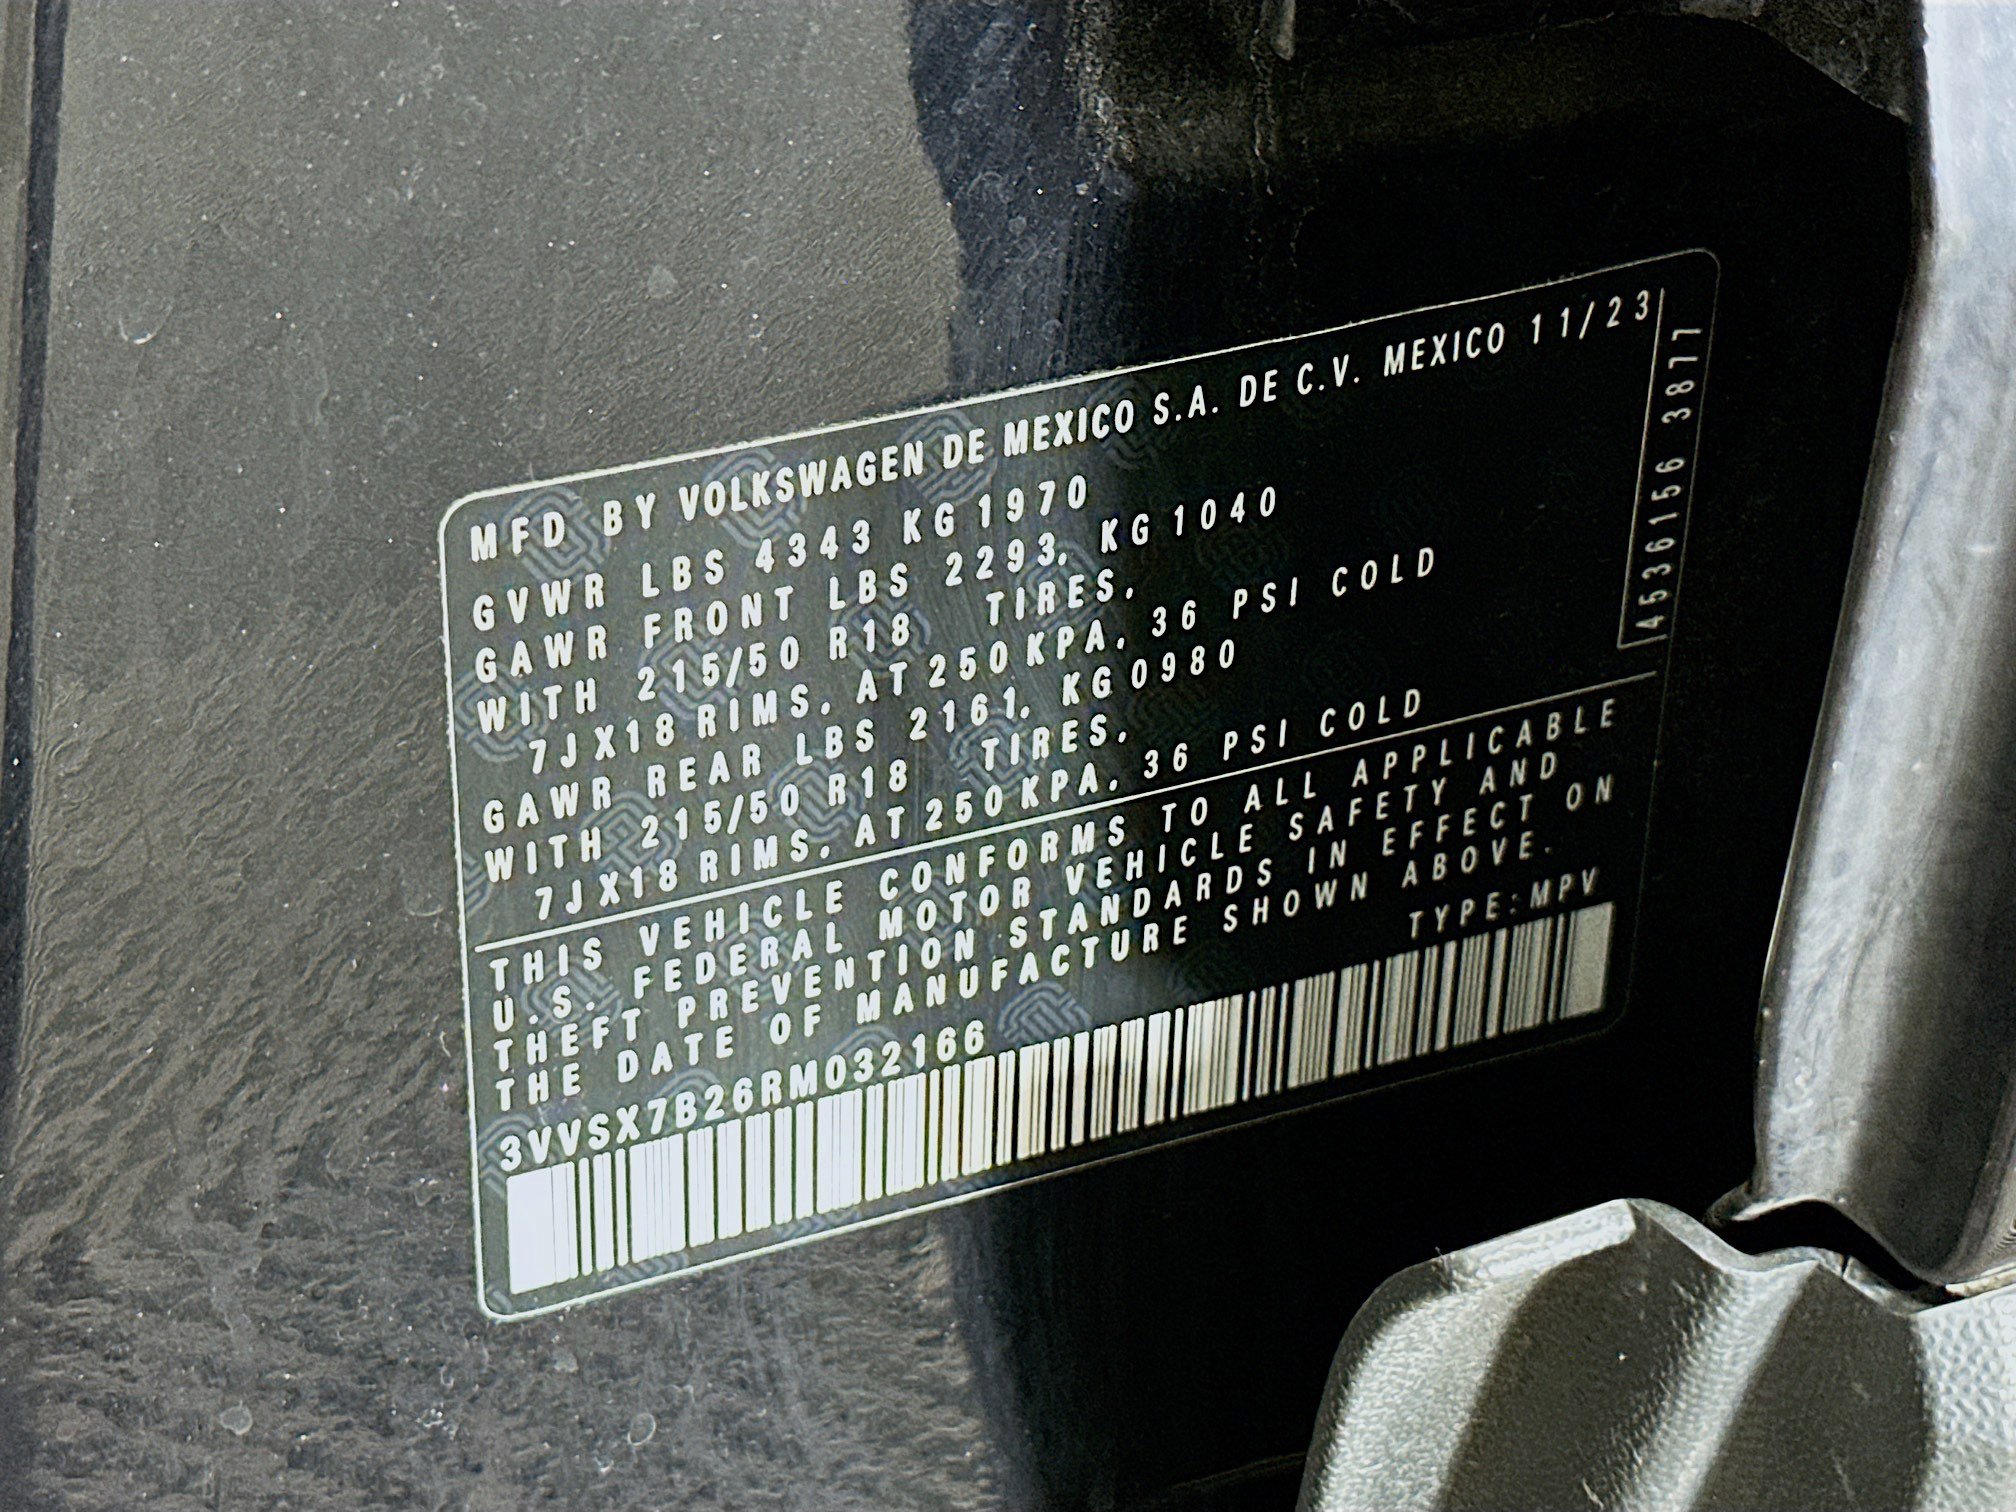 MFD BY VOLKSWAGEN DE MEXICO S.A. DE C.V. MEXICO 11/23
GVWR LBS 4343 KG 1970
GAWR FRONT LBS 2293, KG 1040
WITH 215/50 R18 TIRES,
7J X18 RIMS, AT 250 KPA, 36 PSI COLD
GAWR REAR LBS 2161, KG 0980
WITH 215/50 R18 TIRES,
7J X18 RIMS, AT 250 KPA, 36 PSI COLD
4536156 3877
THIS VEHICLE CONFORMS TO ALL APPLICABLE
U.S. FEDERAL MOTOR VEHICLE SAFETY AND
THEFT PREVENTION STANDARDS IN EFFECT ON
THE DATE OF MANUFACTURE SHOWN ABOVE.
3VVSX7B26RM032166 TYPE:MPV